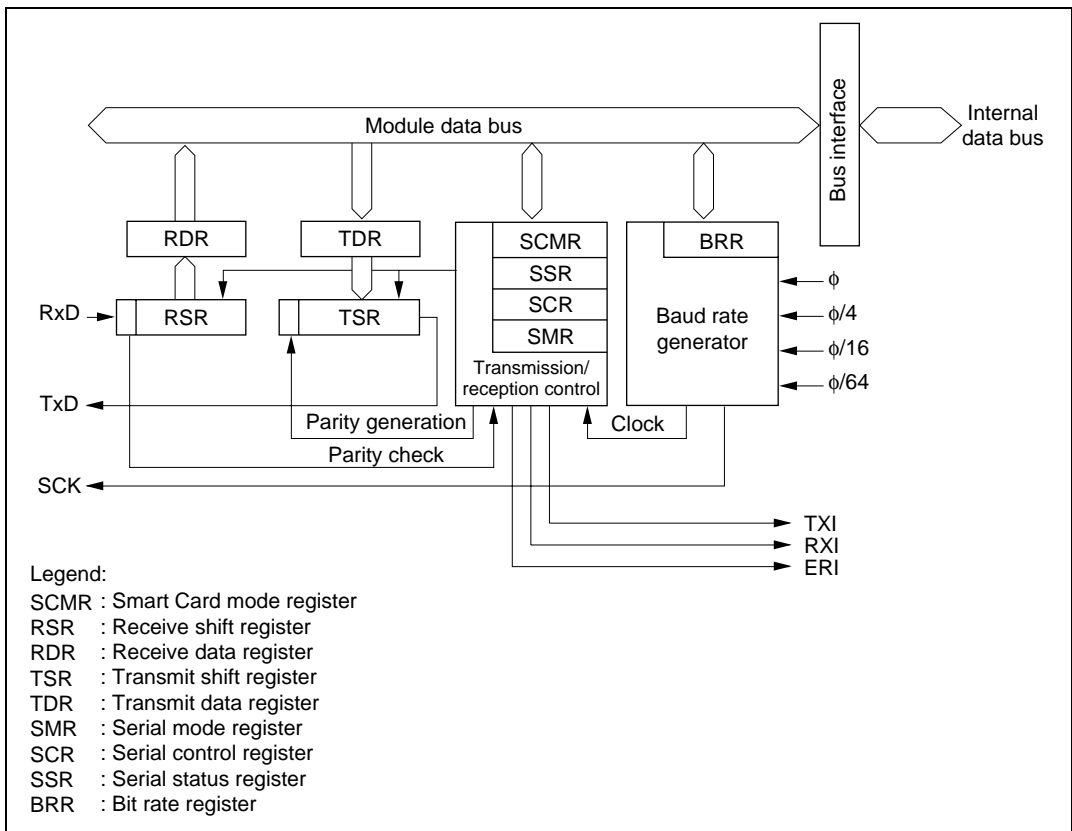 Module data bus
Bus interface
Internal
data bus
RDR
TDR
SCMR
SSR
SCR
SMR
Transmission/
reception control
BRR
Baud rate
generator
ϕ
ϕ/4
ϕ/16
ϕ/64
RxD
RSR
TSR
TxD
Parity generation
Parity check
Clock
SCK
TXI
RXI
ERI
Legend:
SCMR : Smart Card mode register
RSR : Receive shift register
RDR : Receive data register
TSR : Transmit shift register
TDR : Transmit data register
SMR : Serial mode register
SCR : Serial control register
SSR : Serial status register
BRR : Bit rate register